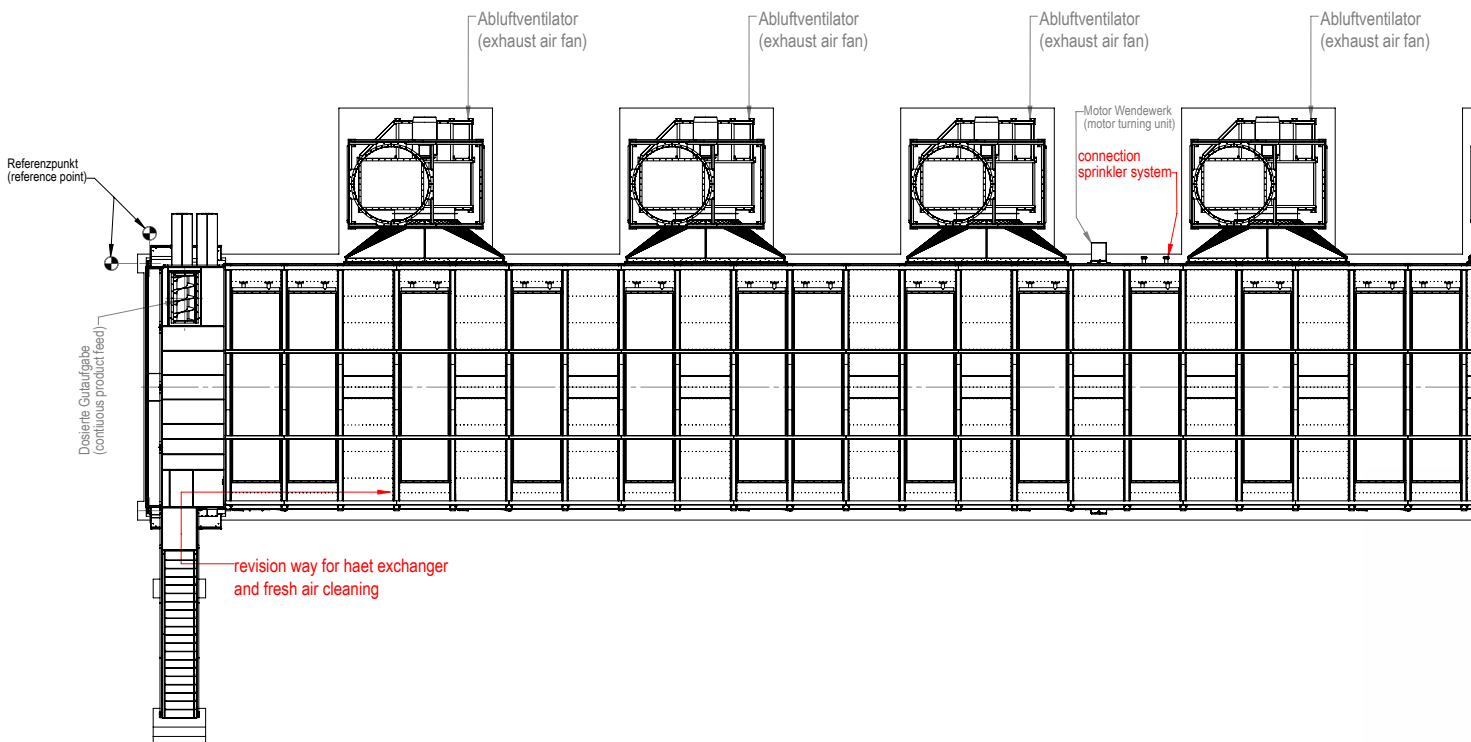 Abluftventilator
(exhaust air fan)
Abluftventilator
(exhaust air fan)
Abluftventilator
(exhaust air fan)
Abluftventilator
(exhaust air fan)
Motor Wendewerk
(motor turning unit)
connection
sprinkler system
Referenzpunkt
(reference point)
Dosierte Gutaufgabe
(contiuous product feed)
revision way for haet exchanger
and fresh air cleaning